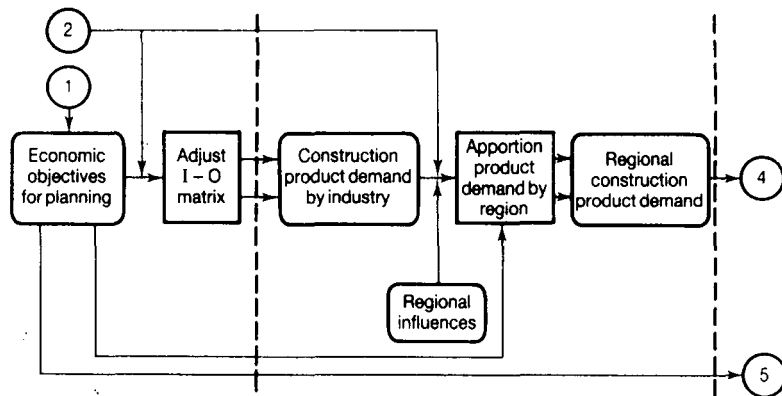 2
1
Economic
objectives
for planning
Adjust
I – O
matrix
Construction
product demand
by industry
Apportion
product
demand by
region
Regional
construction
product demand
4
Regional
influences
5